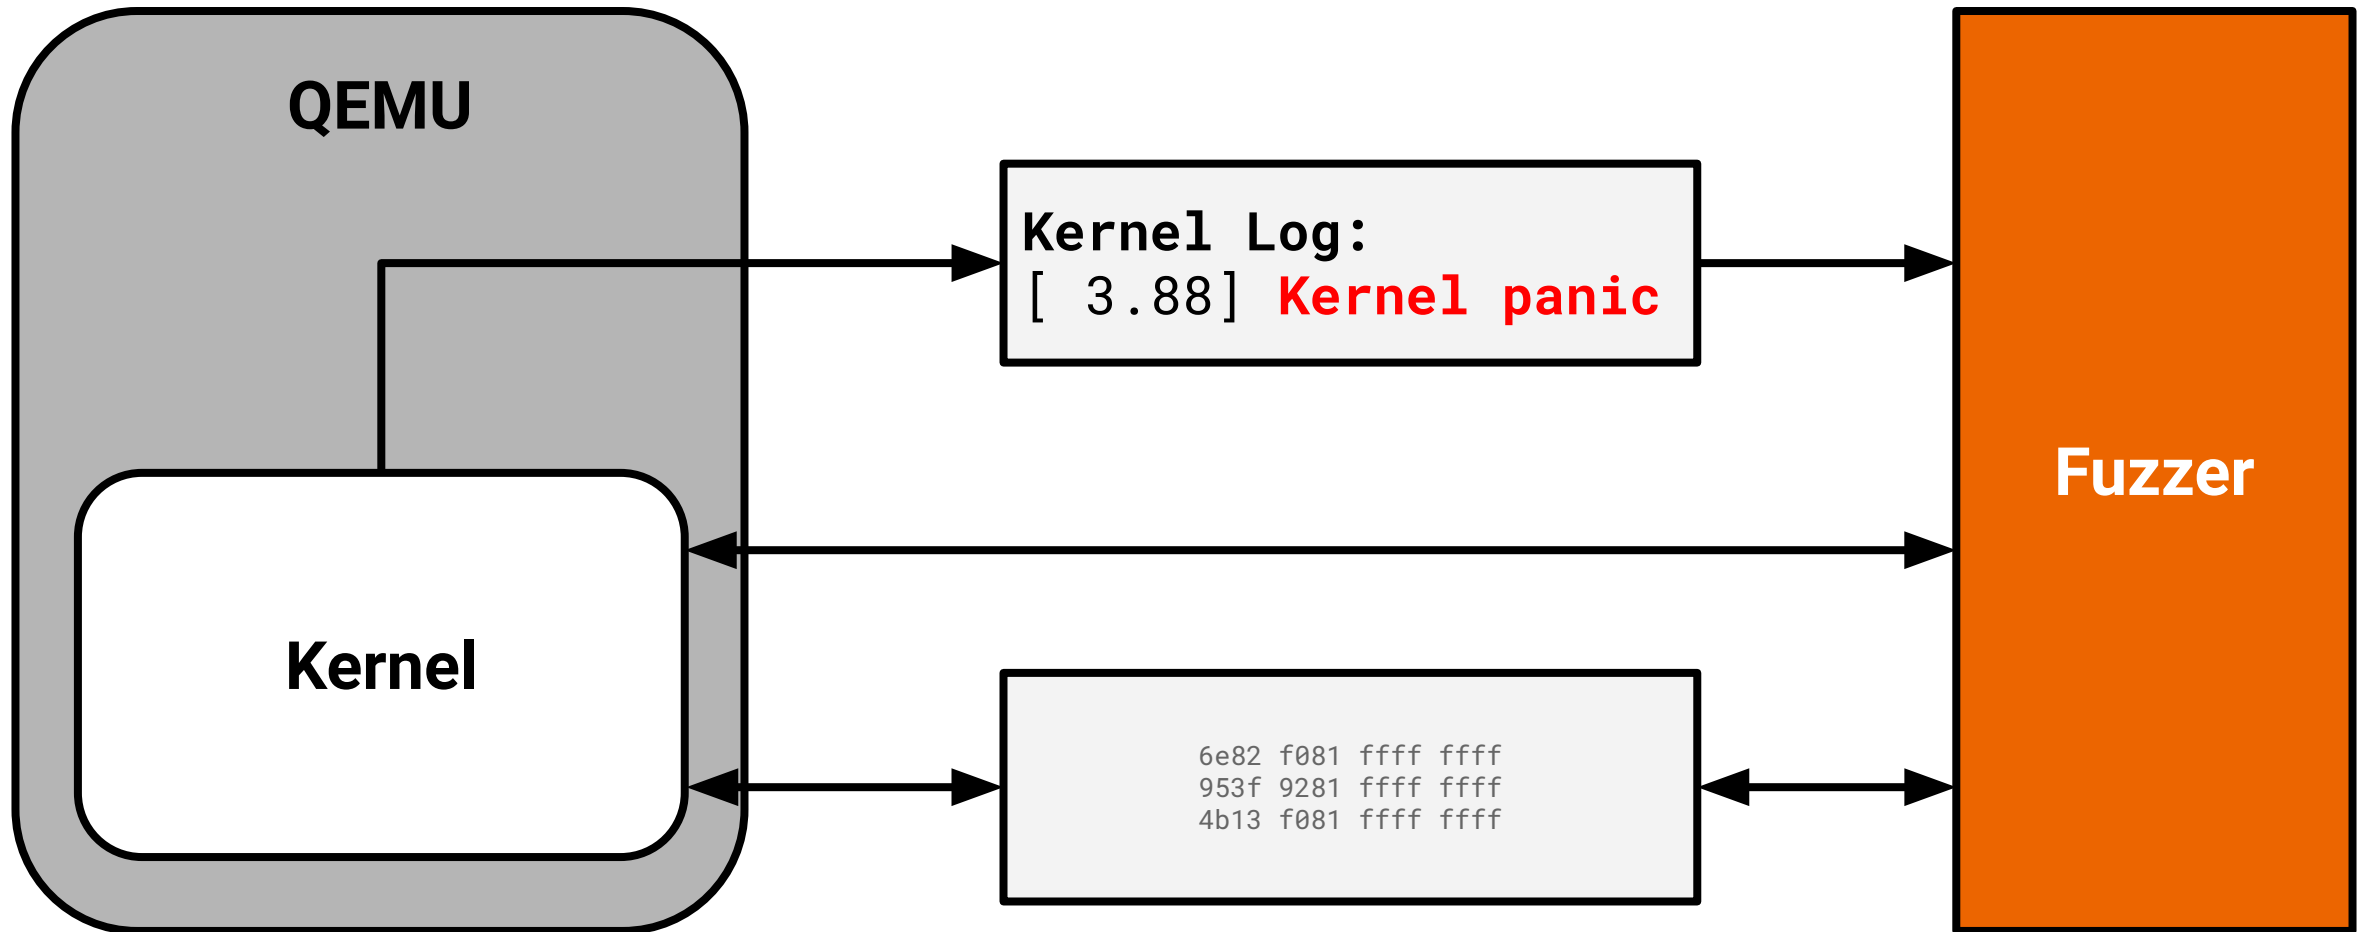 QEMU
Kernel Log:
[ 3.88] Kernel panic
Fuzzer
Kernel
6e82 f081 ffff ffff
953f 9281 ffff ffff
4b13 f081 ffff ffff